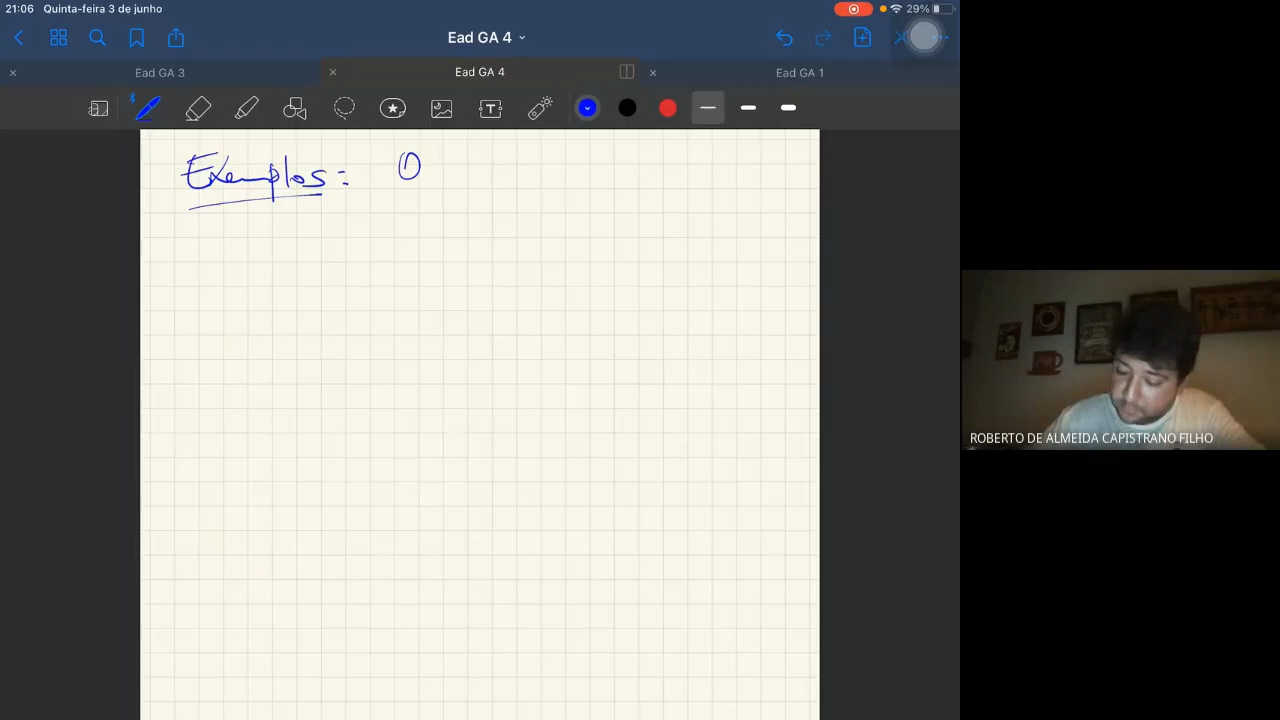 21:06 Quinta-feira 3 de junho
29%
Ead GA 4
Ead GA 3
Ead GA 4
Ead GA 1
T
Exemplos: ①
ROBERTO DE ALMEIDA CAPISTRANO FILHO